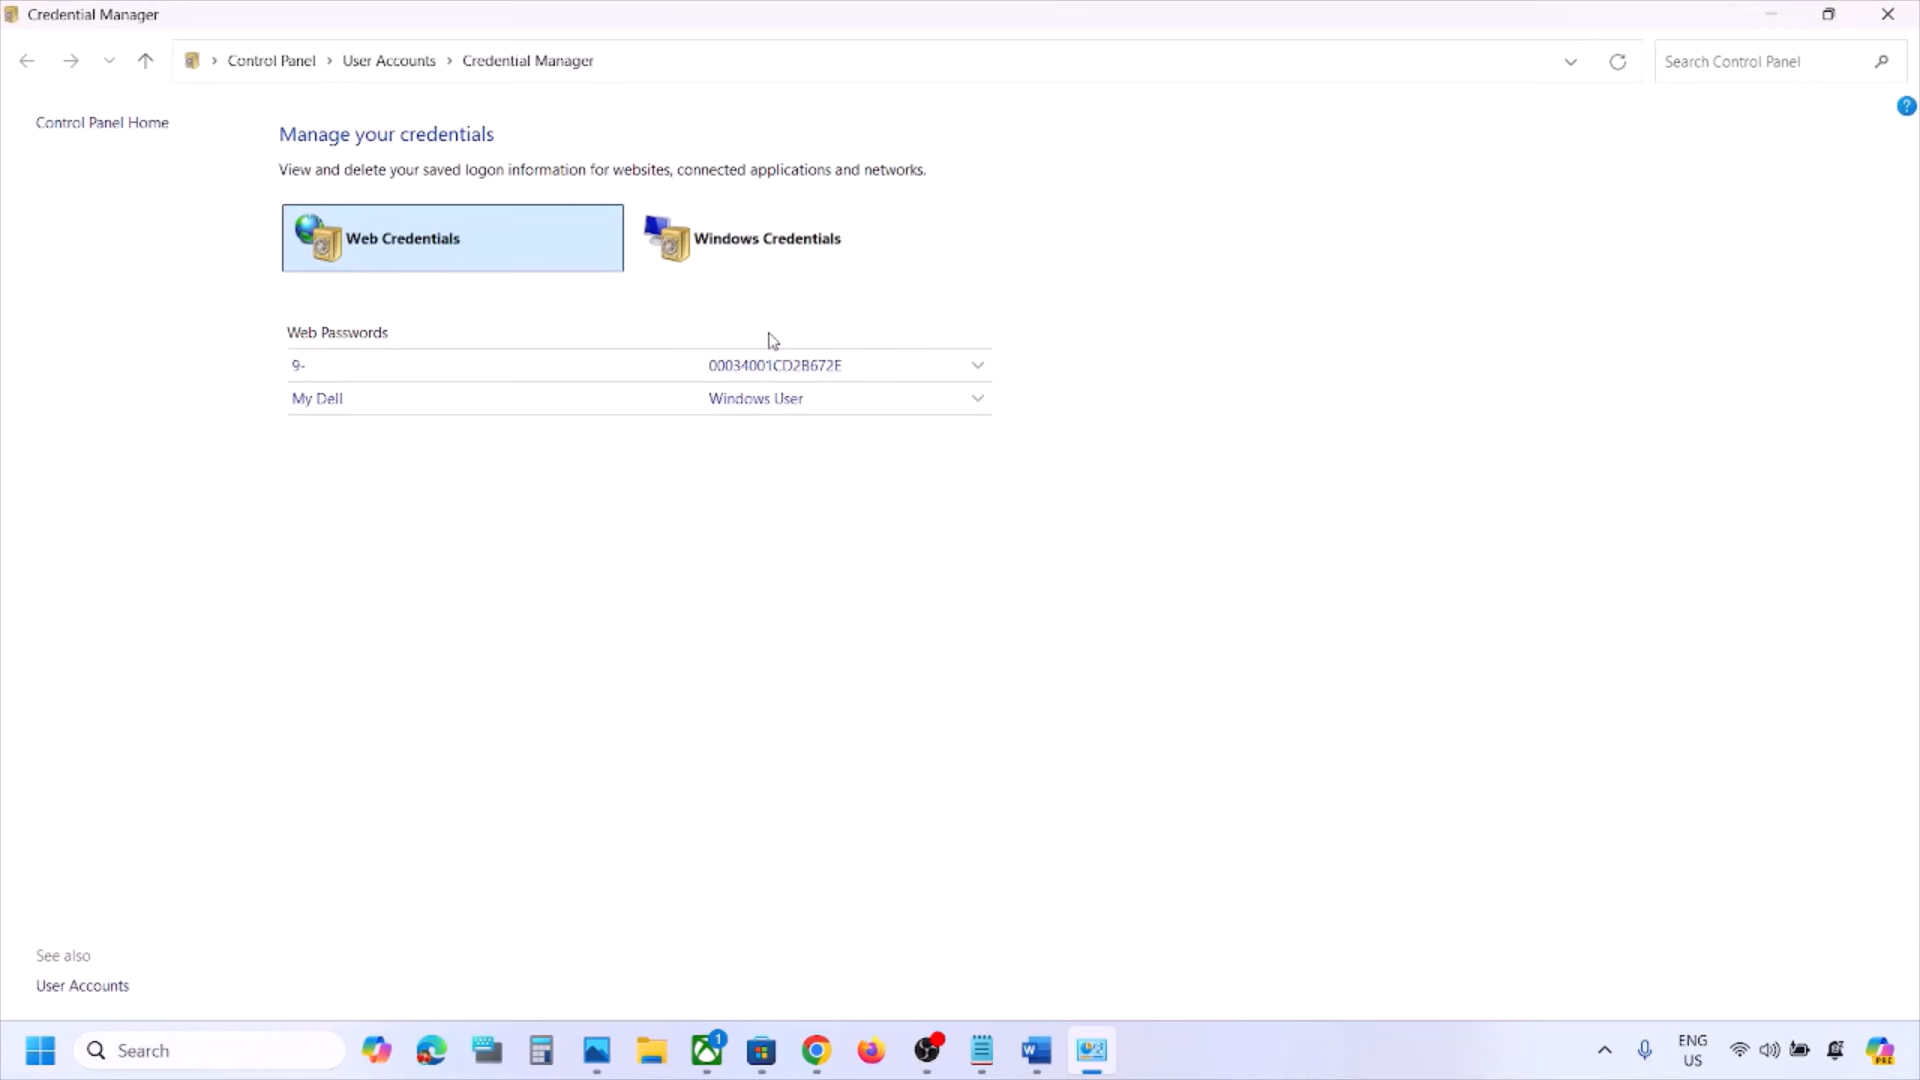 Credential Manager
Control Panel > User Accounts > Credential Manager
Search Control Panel
?
Control Panel Home
Manage your credentials
View and delete your saved logon information for websites, connected applications and networks.
Web Credentials
Windows Credentials
Web Passwords
9- 00034001CD2B672E
My Dell Windows User
See also
User Accounts
Search
1
W
ENG
US
PRE